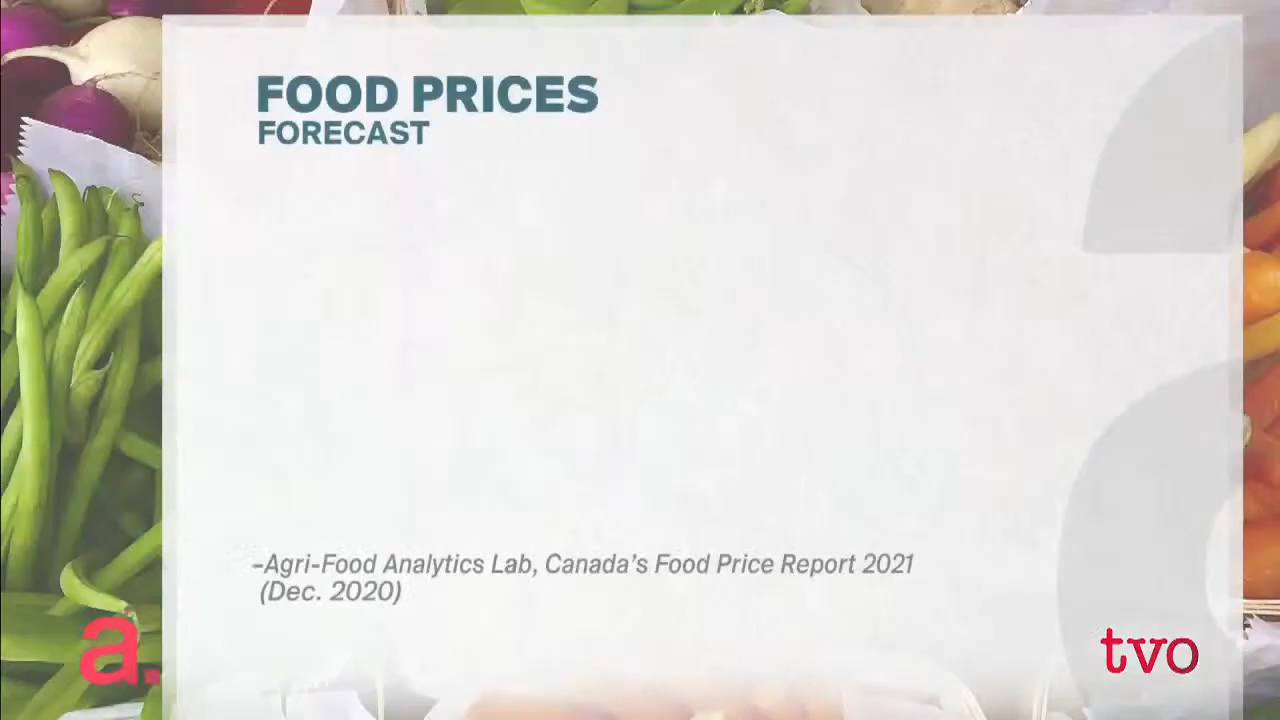 FOOD PRICES
FORECAST
–Agri-Food Analytics Lab, Canada's Food Price Report 2021
(Dec. 2020)
a.
tvo